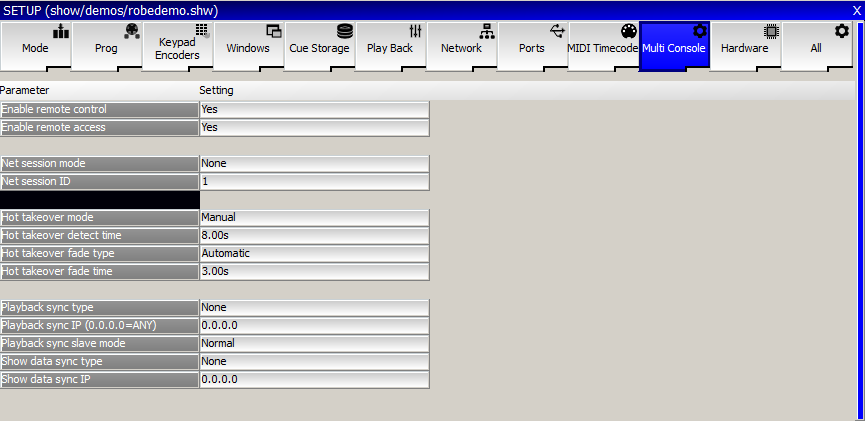 SETUP (show/demos/robedemo.shw) X
Mode
Prog
Keypad
Encoders
Windows
Cue Storage
Play Back
Network
Ports
MIDI Timecode
Multi Console
Hardware
All
Parameter Setting
Enable remote control Yes
Enable remote access Yes
Net session mode None
Net session ID 1
Hot takeover mode Manual
Hot takeover detect time 8.00s
Hot takeover fade type Automatic
Hot takeover fade time 3.00s
Playback sync type None
Playback sync IP (0.0.0.0=ANY) 0.0.0.0
Playback sync slave mode Normal
Show data sync type None
Show data sync IP 0.0.0.0